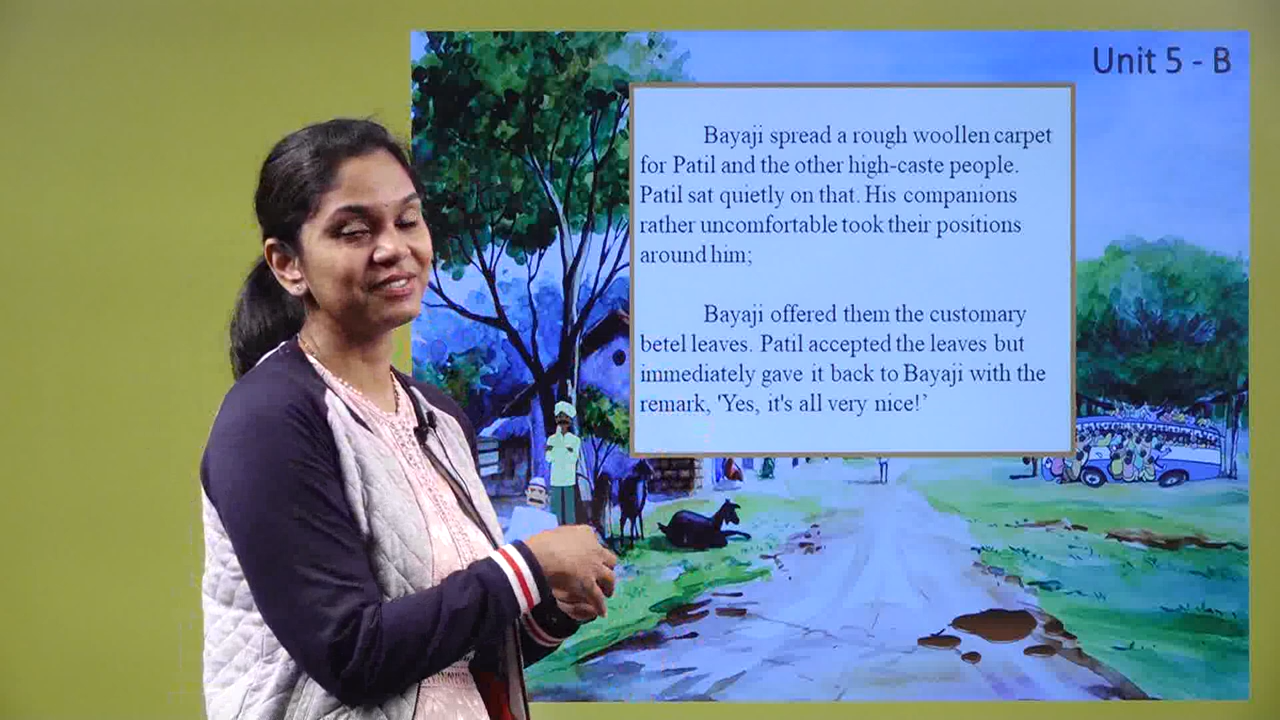 Unit 5 - B
Bayaji spread a rough woollen carpet
for Patil and the other high-caste people.
Patil sat quietly on that. His companions
rather uncomfortable took their positions
around him;
Bayaji offered them the customary
betel leaves. Patil accepted the leaves but
immediately gave it back to Bayaji with the
remark, 'Yes, it's all very nice!’